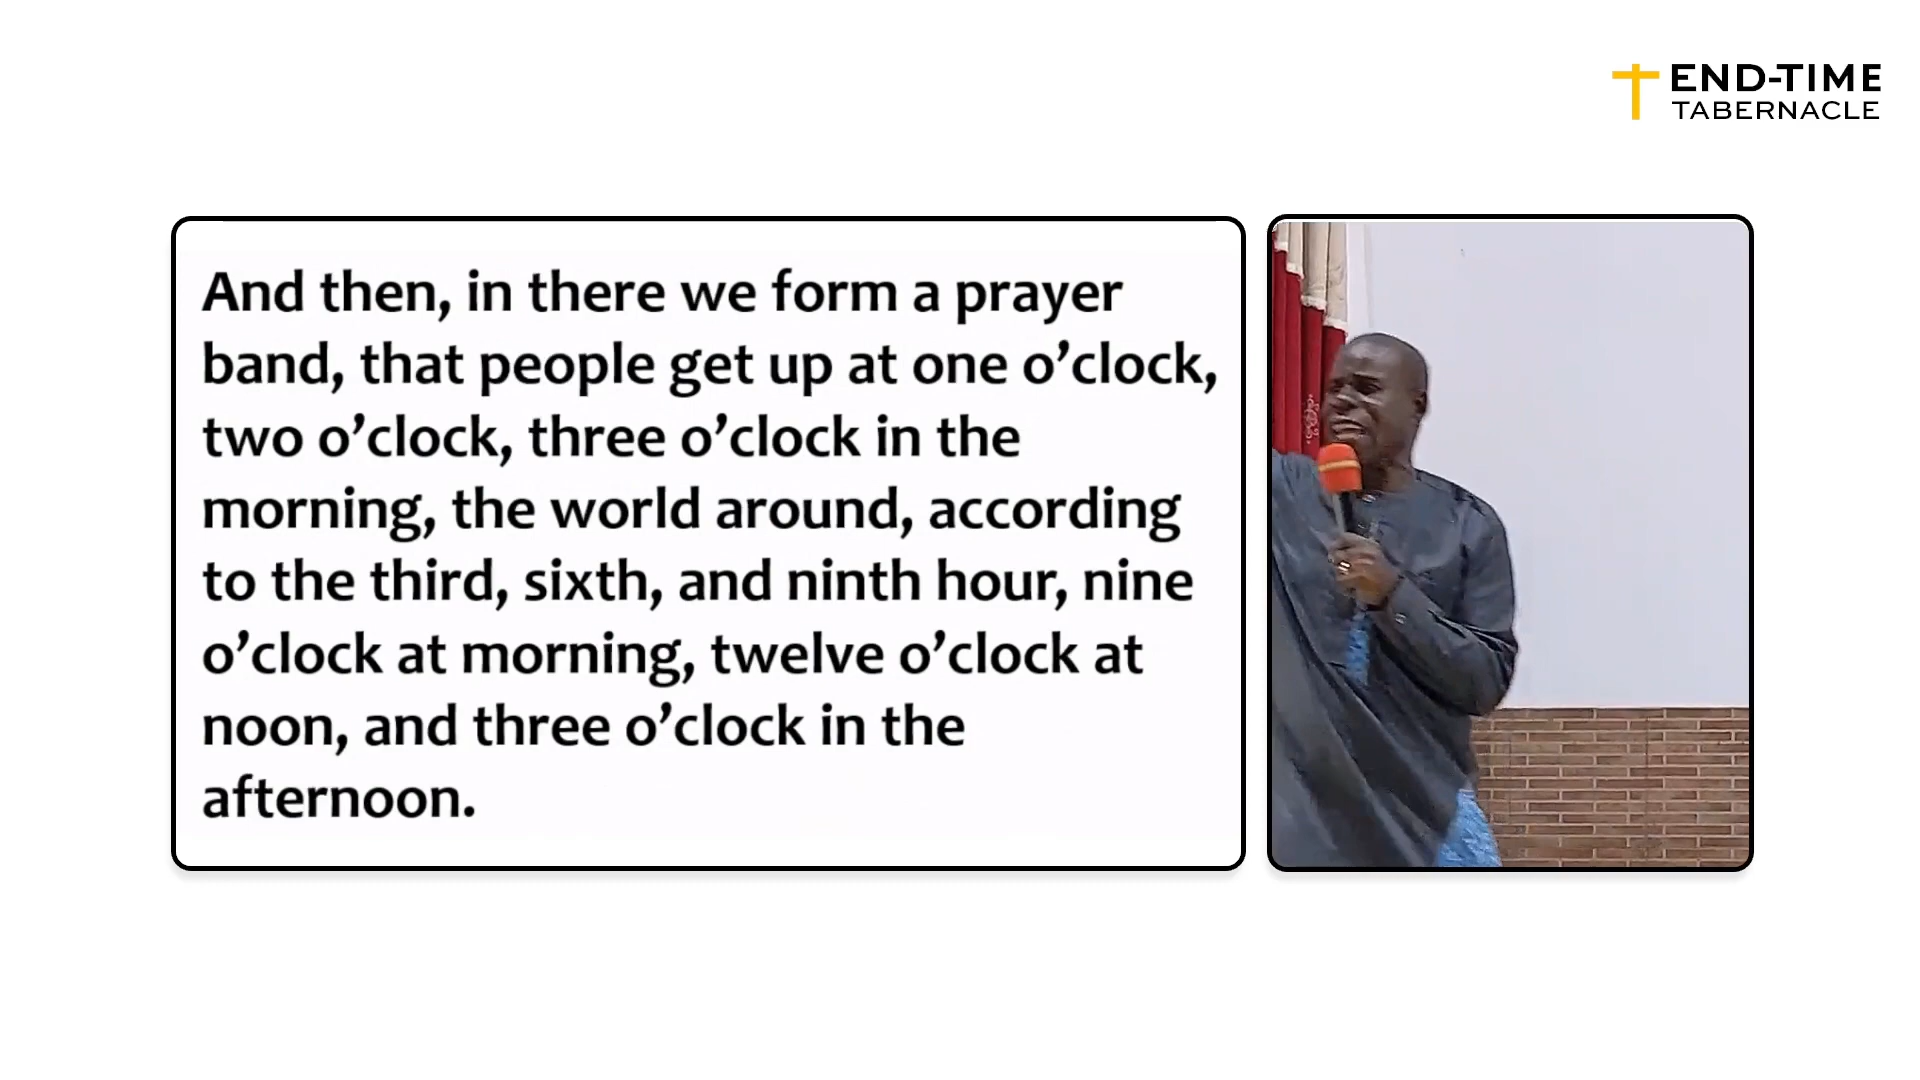 END-TIME
TABERNACLE
And then, in there we form a prayer
band, that people get up at one o’clock,
two o’clock, three o’clock in the
morning, the world around, according
to the third, sixth, and ninth hour, nine
o’clock at morning, twelve o’clock at
noon, and three o’clock in the
afternoon.